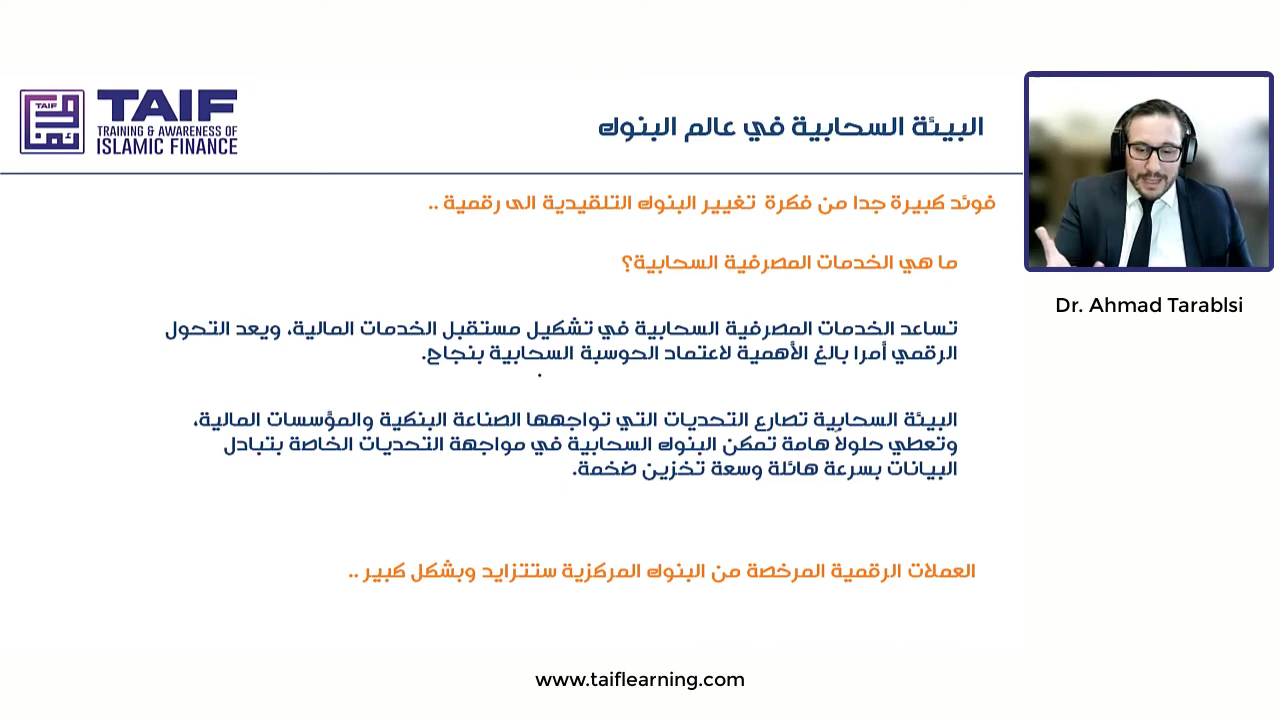 TAIF
TAIF
TRAINING & AWARENESS OF
ISLAMIC FINANCE
البيئة السحابية في عالم البنوك
فوئد كبيرة جدا من فكرة تغيير البنوك التلقيدية الى رقمية ..
ما هي الخدمات المصرفية السحابية؟
تساعد الخدمات المصرفية السحابية في تشكيل مستقبل الخدمات المالية، ويعد التحول
الرقمي أمرا بالغ الأهمية لاعتماد الحوسبة السحابية بنجاح.
.
البيئة السحابية تصارع التحديات التي تواجهها الصناعة البنكية والمؤسسات المالية،
وتعطي حلولاً هامة تمكن البنوك السحابية في مواجهة التحديات الخاصة بتبادل
البيانات بسرعة هائلة وسعة تخزين ضخمة.
العملات الرقمية المرخصة من البنوك المركزية ستتزايد وبشكل كبير ..
Dr. Ahmad Tarablsi
www.taiflearning.com